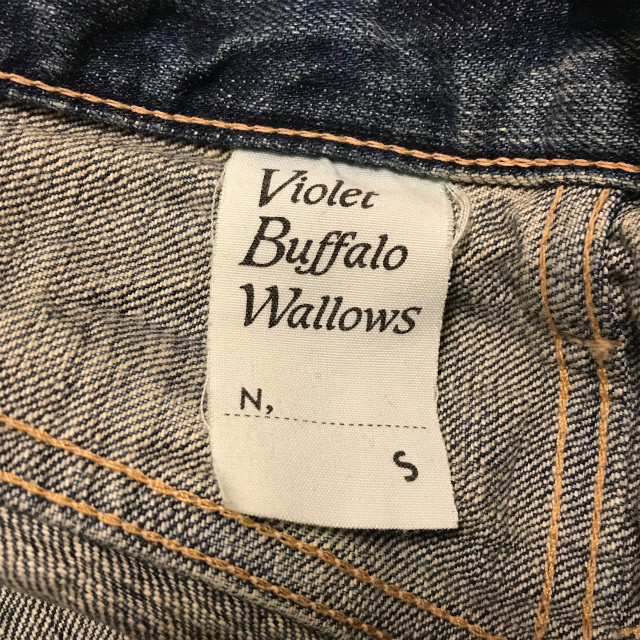 Violet
Buffalo
Wallows
N,
S